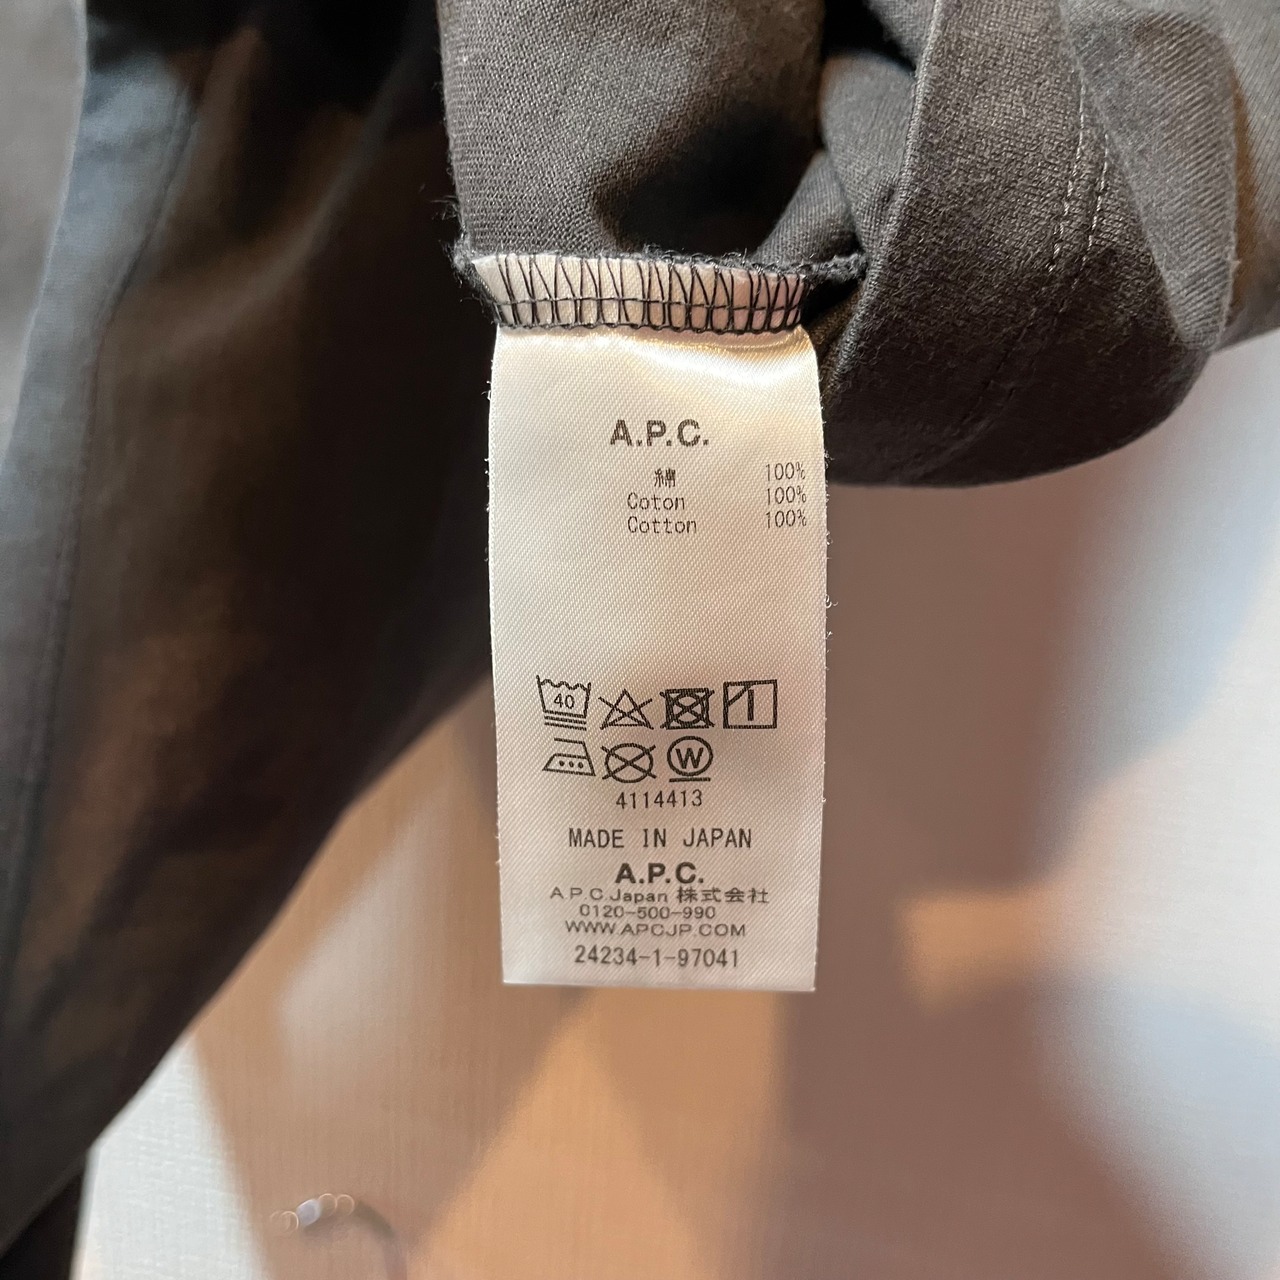 A.P.C.
綿 100%
Coton 100%
Cotton 100%
40
W
4114413
MADE IN JAPAN
A.P.C.
A.P.C.Japan 株式会社
0120-500-990
WWW.APCJP.COM
24234-1-97041